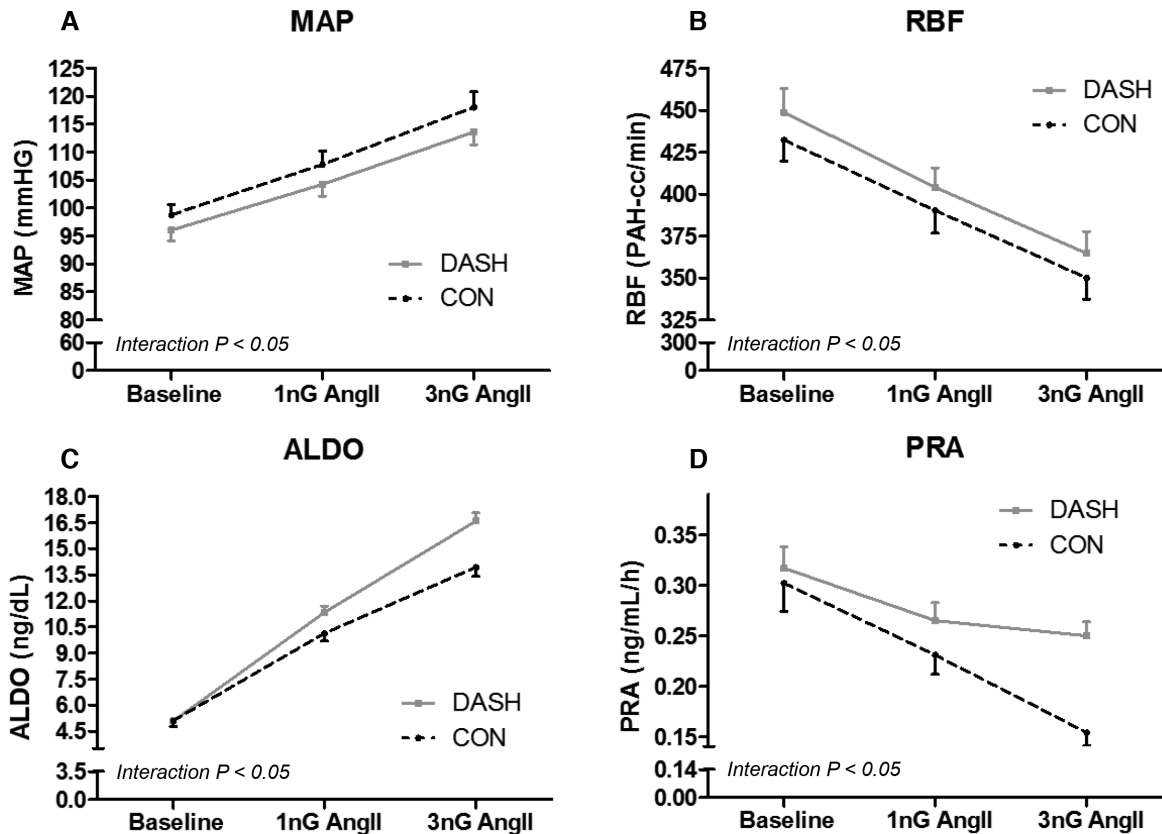 A
MAP
MAP (mmHG)
125
120
115
110
105
100
95
90
85
80
60
0
DASH
CON
Interaction P < 0.05
Baseline
1nG AngII
3nG AngII
B
RBF
RBF (PAH-cc/min)
475
450
425
400
375
350
325
300
0
DASH
CON
Interaction P < 0.05
Baseline
1nG AngII
3nG AngII
C
ALDO
ALDO (ng/dL)
18.0
16.5
15.0
13.5
12.0
10.5
9.0
7.5
6.0
4.5
3.5
0.0
DASH
CON
Interaction P < 0.05
Baseline
1nG AngII
3nG AngII
D
PRA
PRA (ng/mL/h)
0.35
0.30
0.25
0.20
0.15
0.14
0.00
DASH
CON
Interaction P < 0.05
Baseline
1nG AngII
3nG AngII